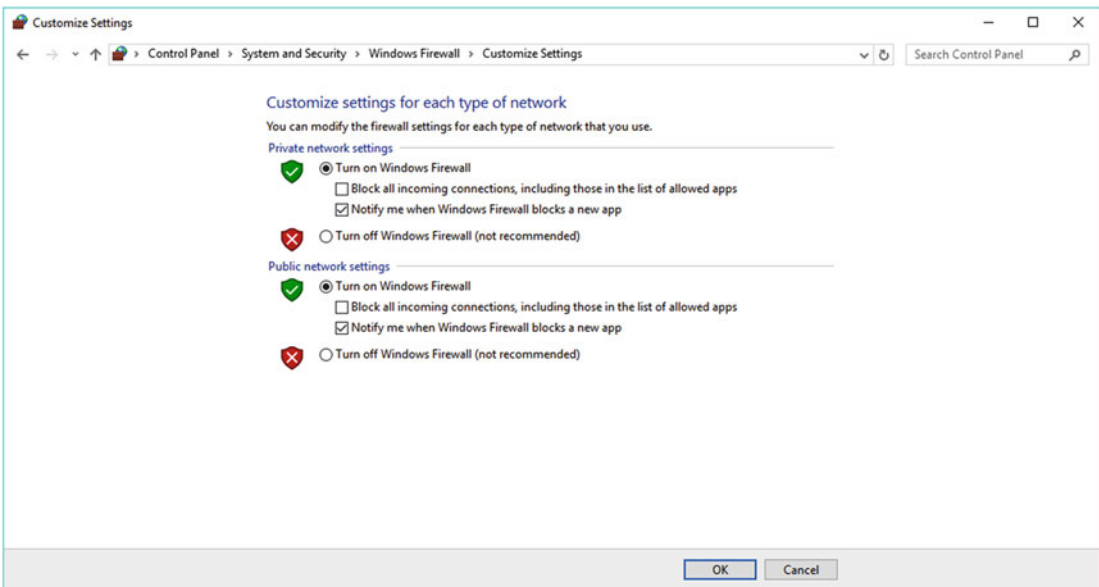 Customize Settings
Control Panel > System and Security > Windows Firewall > Customize Settings
Search Control Panel
Customize settings for each type of network
You can modify the firewall settings for each type of network that you use.
Private network settings
Turn on Windows Firewall
Block all incoming connections, including those in the list of allowed apps
Notify me when Windows Firewall blocks a new app
Turn off Windows Firewall (not recommended)
Public network settings
Turn on Windows Firewall
Block all incoming connections, including those in the list of allowed apps
Notify me when Windows Firewall blocks a new app
Turn off Windows Firewall (not recommended)
OK Cancel